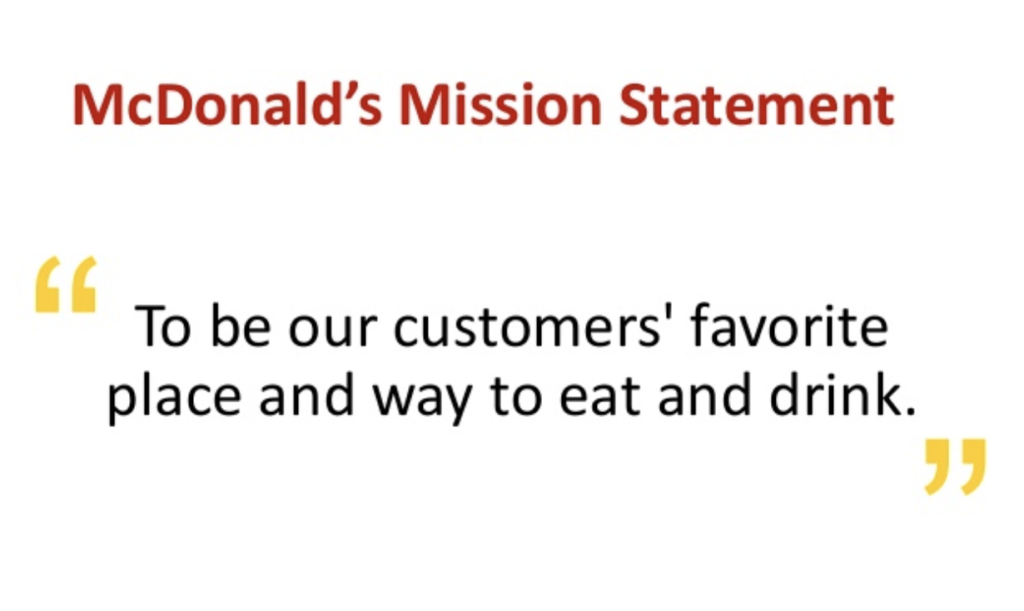 McDonald’s Mission Statement
“ To be our customers' favorite
place and way to eat and drink. ”